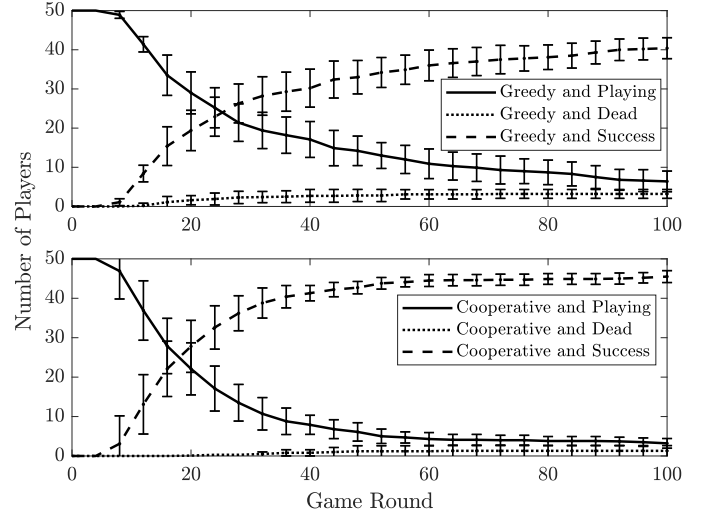 50
40
30
20
10
0
Greedy and Playing
Greedy and Dead
Greedy and Success
0 20 40 60 80 100
Number of Players
50
40
30
20
10
0
Cooperative and Playing
Cooperative and Dead
Cooperative and Success
0 20 40 60 80 100
Game Round